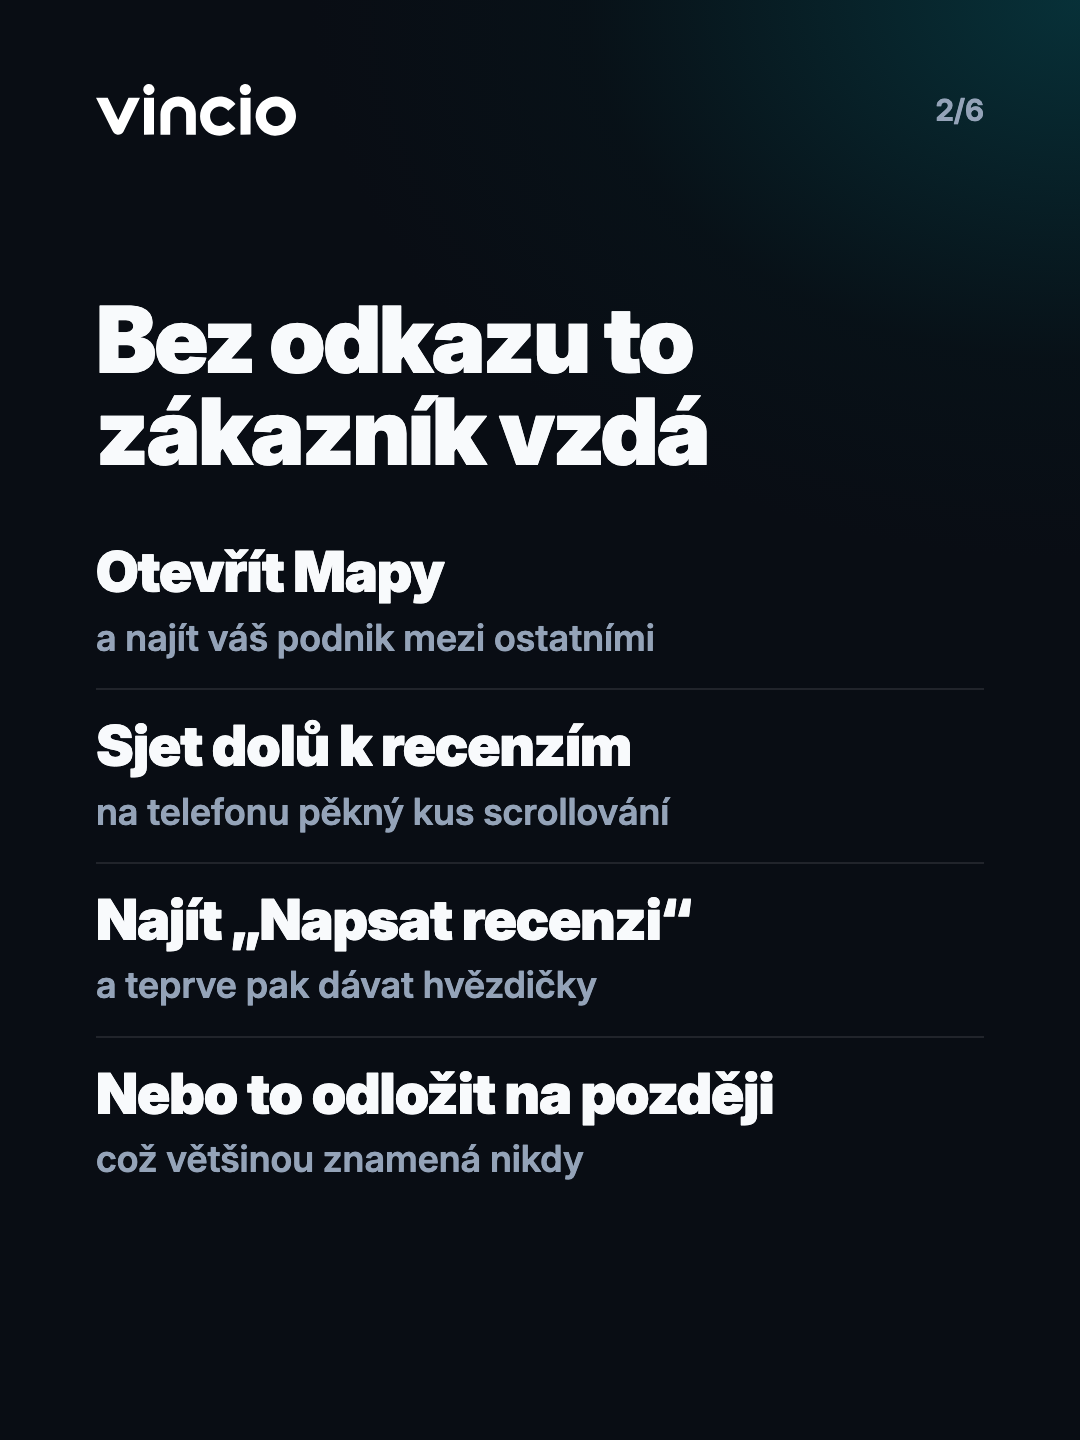 vincio
2/6
Bez odkazu to
zákazník vzdá
Otevřít Mapy
a najít váš podnik mezi ostatními
Sjet dolů k recenzím
na telefonu pěkný kus scrollování
Najít „Napsat recenzi“
a teprve pak dávat hvězdičky
Nebo to odložit na později
což většinou znamená nikdy